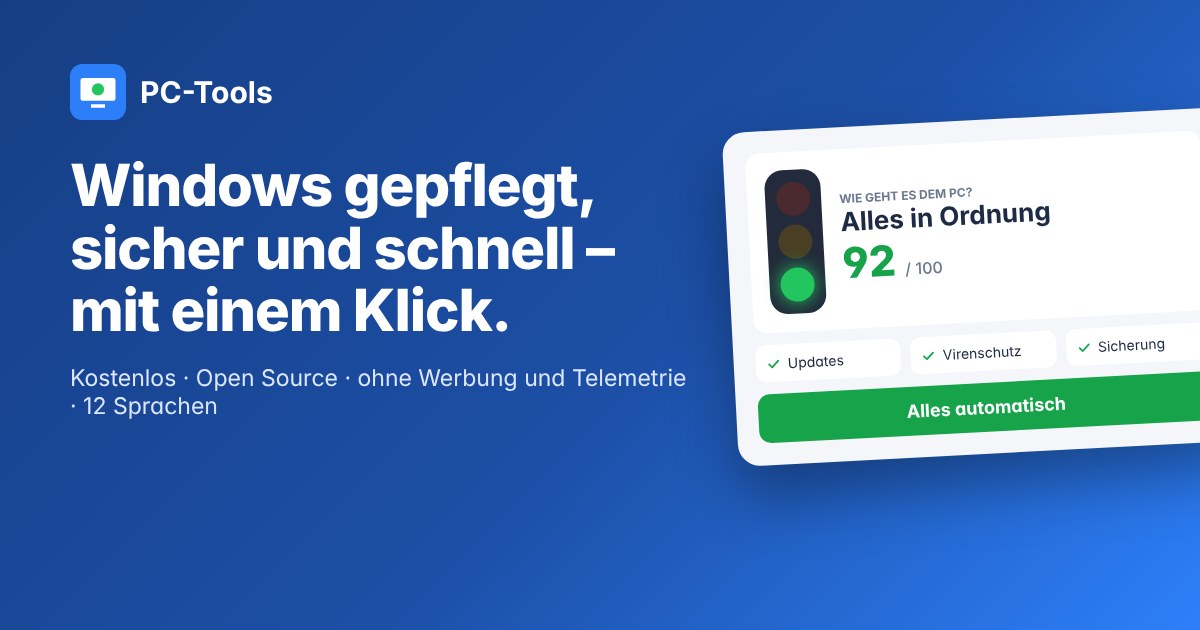 PC-Tools
Windows gepflegt,
sicher und schnell –
mit einem Klick.
Kostenlos · Open Source · ohne Werbung und Telemetrie
· 12 Sprachen
WIE GEHT ES DEM PC?
Alles in Ordnung
92 / 100
Updates
Virenschutz
Sicherung
Alles automatisch